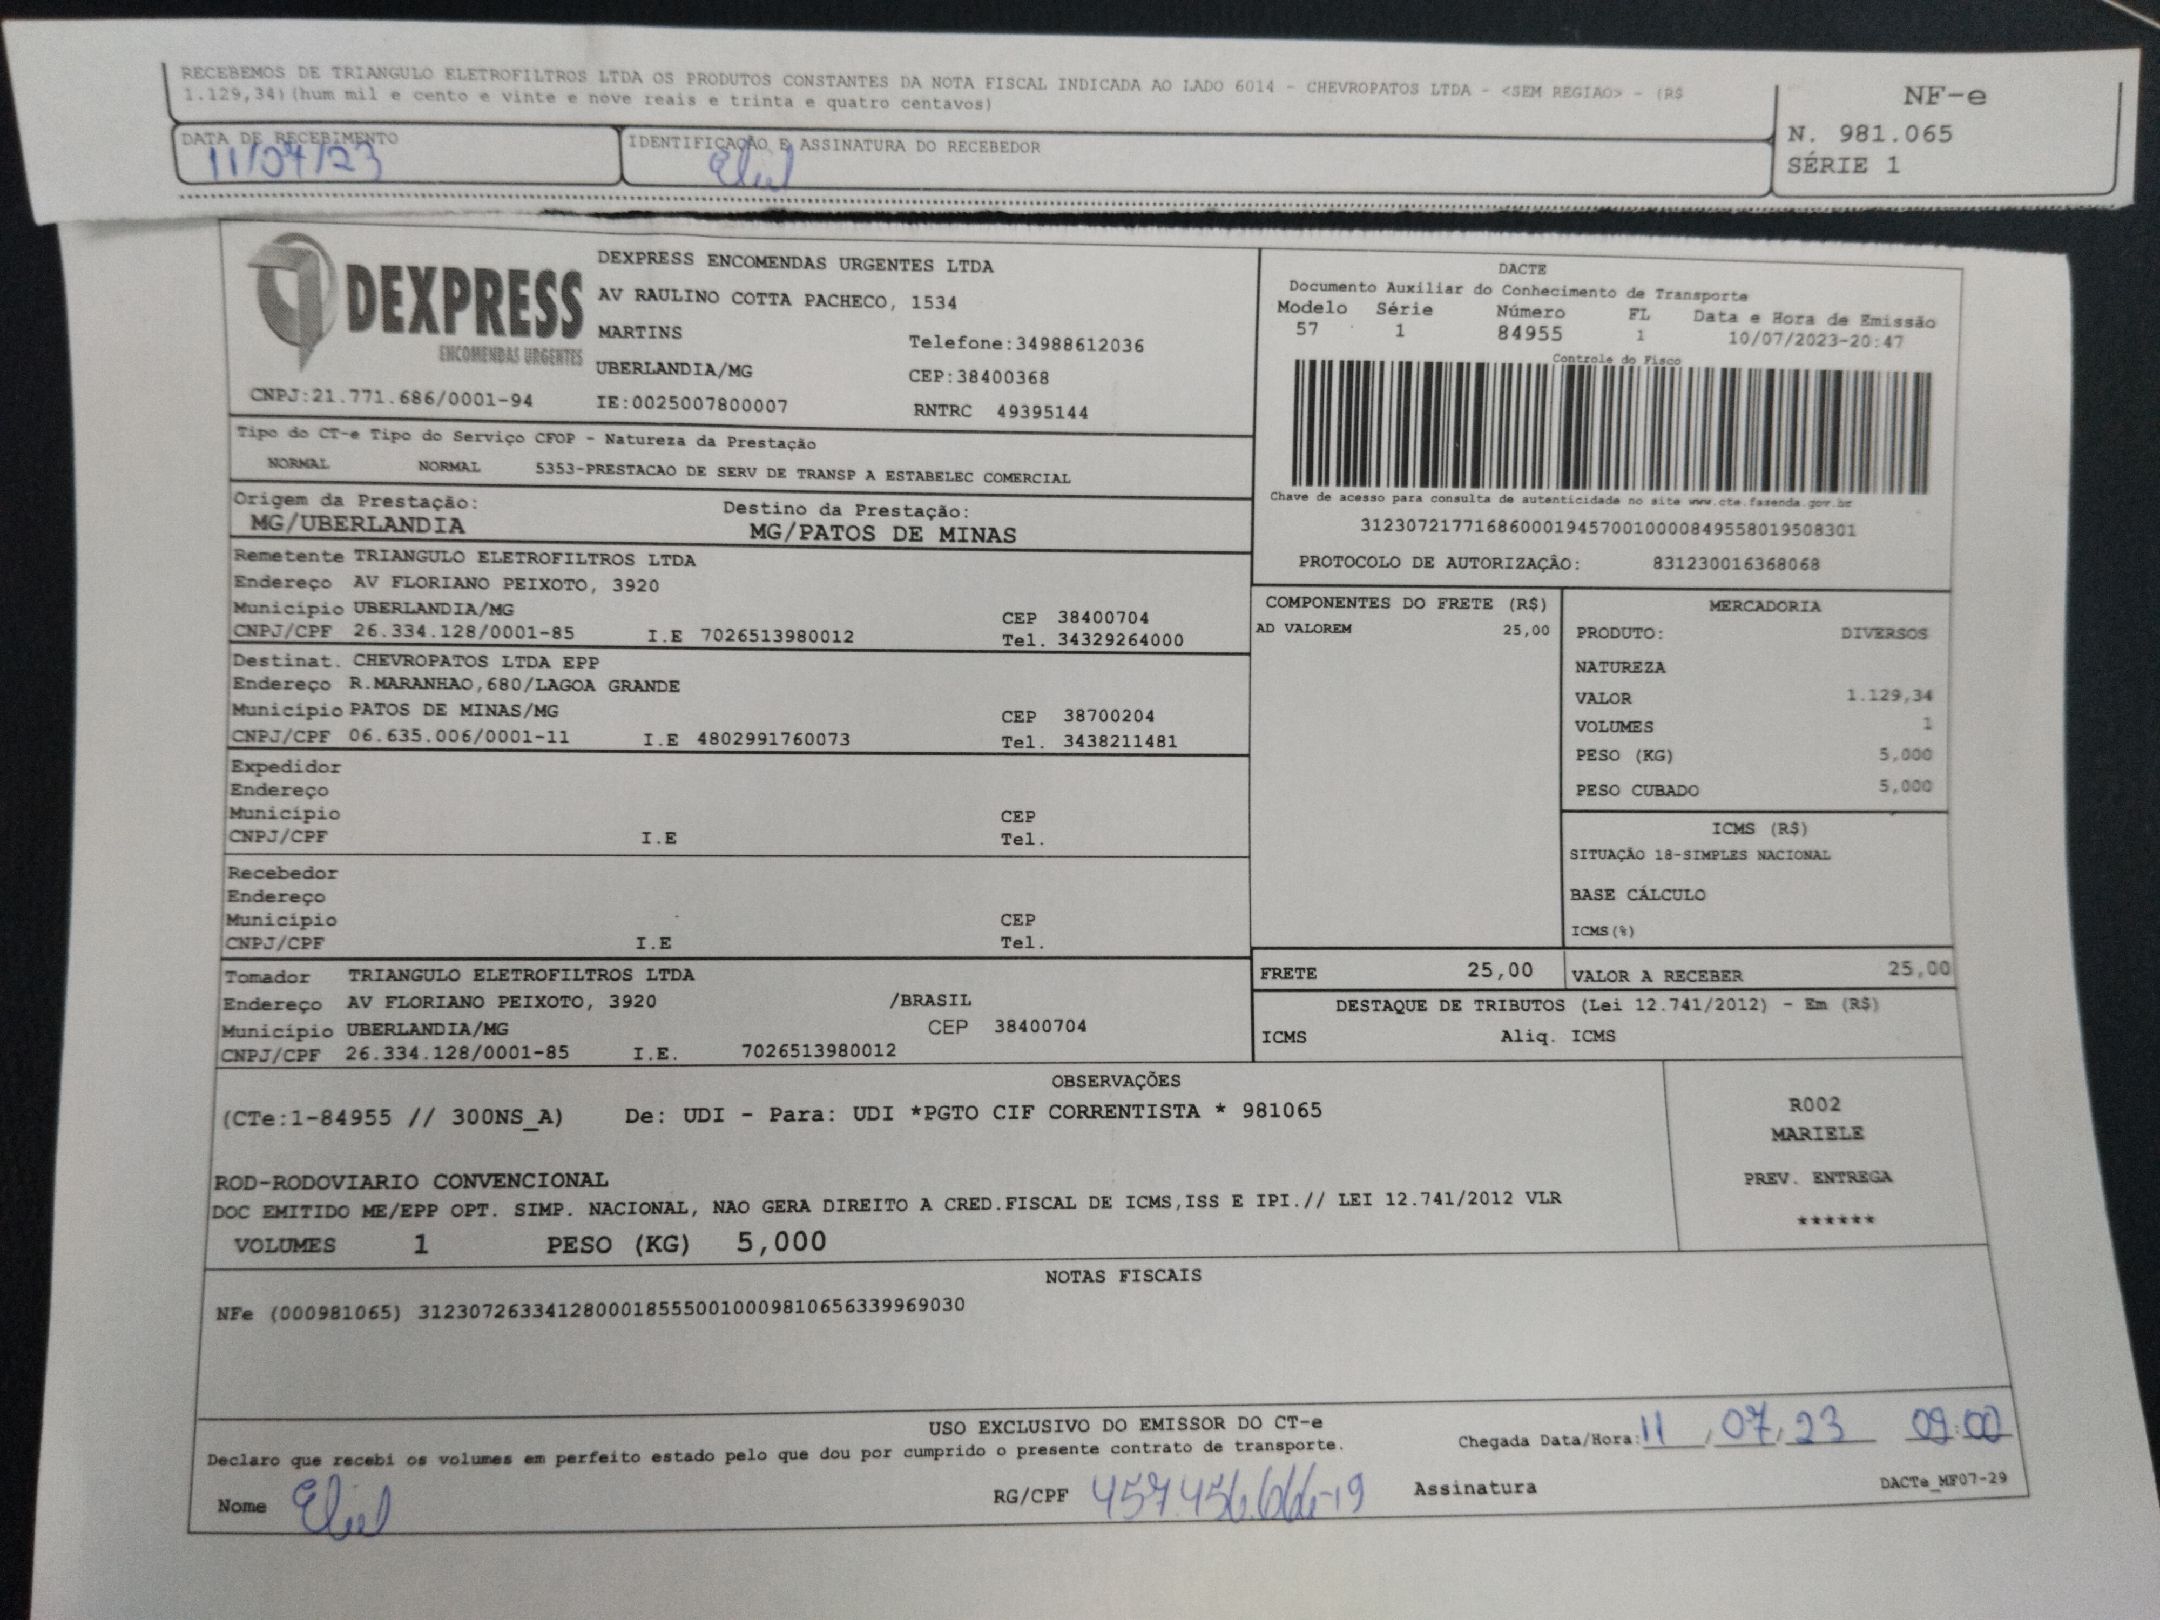 RECEBEMOS DE TRIANGULO ELETROFILTROS LTDA OS PRODUTOS CONSTANTES DA NOTA FISCAL INDICADA AO LADO 6014 - CHEVROPATOS LTDA - <SEM REGIAO> - (R$
1.129,34) (hum mil e cento e vinte e nove reais e trinta e quatro centavos)
NF-e
N. 981.065
SÉRIE 1
DATA DE RECEBIMENTO
11/07/23
IDENTIFICAÇÃO E ASSINATURA DO RECEBEDOR
Eliel
DEXPRESS
ENCOMENDAS URGENTES
CNPJ:21.771.686/0001-94
DEXPRESS ENCOMENDAS URGENTES LTDA
AV RAULINO COTTA PACHECO, 1534
MARTINS
Telefone:34988612036
UBERLANDIA/MG
CEP:38400368
IE:0025007800007
RNTRC 49395144
DACTE
Documento Auxiliar do Conhecimento de Transporte
Modelo Série Número FL Data e Hora de Emissão
57 1 84955 1 10/07/2023-20:47
Controle do Fisco
Chave de acesso para consulta de autenticidade no site www.cte.fazenda.gov.br
31230721771686000194570010000849558019508301
PROTOCOLO DE AUTORIZAÇÃO: 831230016368068
Tipo do CT-e Tipo do Serviço CFOP - Natureza da Prestação
NORMAL NORMAL 5353-PRESTACAO DE SERV DE TRANSP A ESTABELEC COMERCIAL
Origem da Prestação: Destino da Prestação:
MG/UBERLANDIA MG/PATOS DE MINAS
Remetente TRIANGULO ELETROFILTROS LTDA
Endereço AV FLORIANO PEIXOTO, 3920
Município UBERLANDIA/MG CEP 38400704
CNPJ/CPF 26.334.128/0001-85 I.E 7026513980012 Tel. 34329264000
Destinat. CHEVROPATOS LTDA EPP
Endereço R.MARANHAO,680/LAGOA GRANDE
Município PATOS DE MINAS/MG CEP 38700204
CNPJ/CPF 06.635.006/0001-11 I.E 4802991760073 Tel. 3438211481
Expedidor
Endereço
Município CEP
CNPJ/CPF I.E Tel.
Recebedor
Endereço
Município CEP
CNPJ/CPF I.E Tel.
Tomador TRIANGULO ELETROFILTROS LTDA
Endereço AV FLORIANO PEIXOTO, 3920 /BRASIL
Município UBERLANDIA/MG CEP 38400704
CNPJ/CPF 26.334.128/0001-85 I.E. 7026513980012
COMPONENTES DO FRETE (R$)
AD VALOREM 25,00
MERCADORIA
PRODUTO: DIVERSOS
NATUREZA
VALOR 1.129,34
VOLUMES 1
PESO (KG) 5,000
PESO CUBADO 5,000
ICMS (R$)
SITUAÇÃO 18-SIMPLES NACIONAL
BASE CÁLCULO
ICMS(%)
FRETE 25,00 VALOR A RECEBER 25,00
DESTAQUE DE TRIBUTOS (Lei 12.741/2012) - Em (R$)
ICMS Aliq. ICMS
OBSERVAÇÕES
(CTe:1-84955 // 300NS_A) De: UDI - Para: UDI *PGTO CIF CORRENTISTA * 981065
ROD-RODOVIARIO CONVENCIONAL
DOC EMITIDO ME/EPP OPT. SIMP. NACIONAL, NAO GERA DIREITO A CRED.FISCAL DE ICMS,ISS E IPI.// LEI 12.741/2012 VLR
VOLUMES 1 PESO (KG) 5,000
R002
MARIELE
PREV. ENTREGA
******
NOTAS FISCAIS
NFe (000981065) 31230726334128000185550010009810656339969030
USO EXCLUSIVO DO EMISSOR DO CT-e
Declaro que recebi os volumes em perfeito estado pelo que dou por cumprido o presente contrato de transporte.
Chegada Data/Hora: 11/07/23 09:00
Nome Eliel RG/CPF 457.456.666-19 Assinatura
DACTe_MF07-29